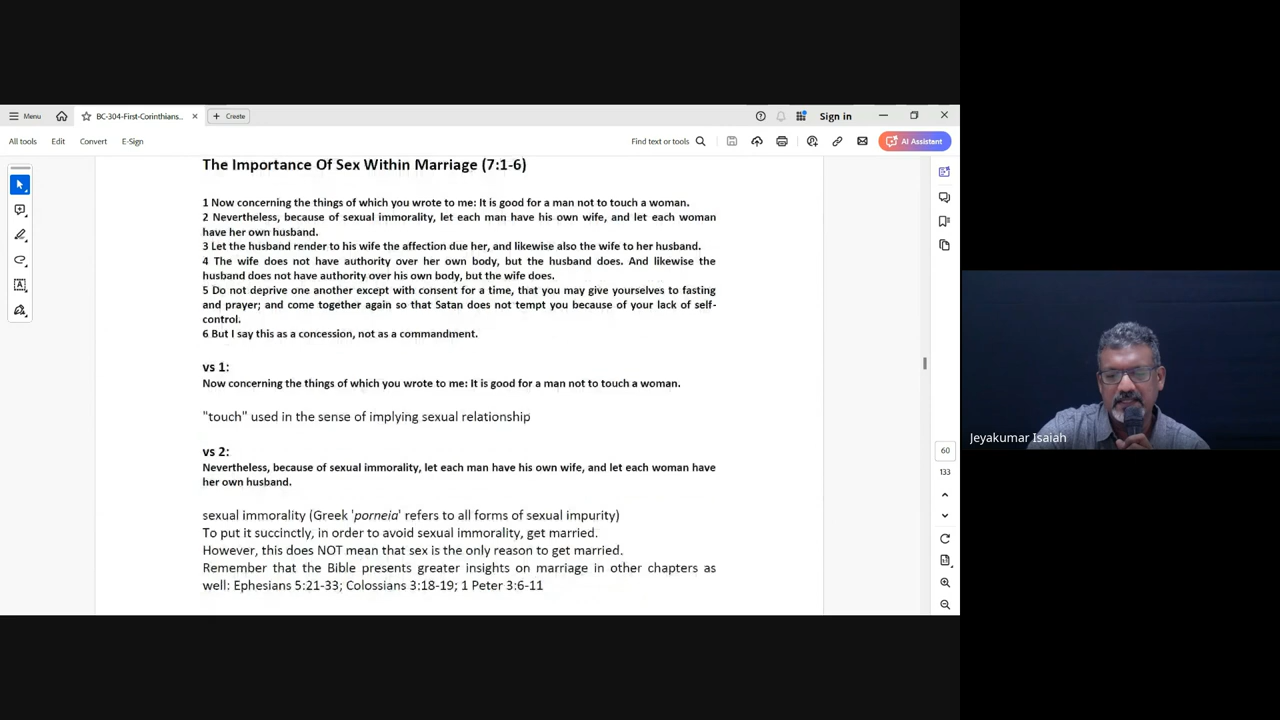 Menu
BC-304-First-Corinthians...
Create
Sign in
All tools
Edit
Convert
E-Sign
Find text or tools
AI Assistant
The Importance Of Sex Within Marriage (7:1-6)
1 Now concerning the things of which you wrote to me: It is good for a man not to touch a woman.
2 Nevertheless, because of sexual immorality, let each man have his own wife, and let each woman
have her own husband.
3 Let the husband render to his wife the affection due her, and likewise also the wife to her husband.
4 The wife does not have authority over her own body, but the husband does. And likewise the
husband does not have authority over his own body, but the wife does.
5 Do not deprive one another except with consent for a time, that you may give yourselves to fasting
and prayer; and come together again so that Satan does not tempt you because of your lack of self-
control.
6 But I say this as a concession, not as a commandment.
vs 1:
Now concerning the things of which you wrote to me: It is good for a man not to touch a woman.
"touch" used in the sense of implying sexual relationship
vs 2:
Nevertheless, because of sexual immorality, let each man have his own wife, and let each woman have
her own husband.
sexual immorality (Greek 'porneia' refers to all forms of sexual impurity)
To put it succinctly, in order to avoid sexual immorality, get married.
However, this does NOT mean that sex is the only reason to get married.
Remember that the Bible presents greater insights on marriage in other chapters as
well: Ephesians 5:21-33; Colossians 3:18-19; 1 Peter 3:6-11
60
133
Jeyakumar Isaiah